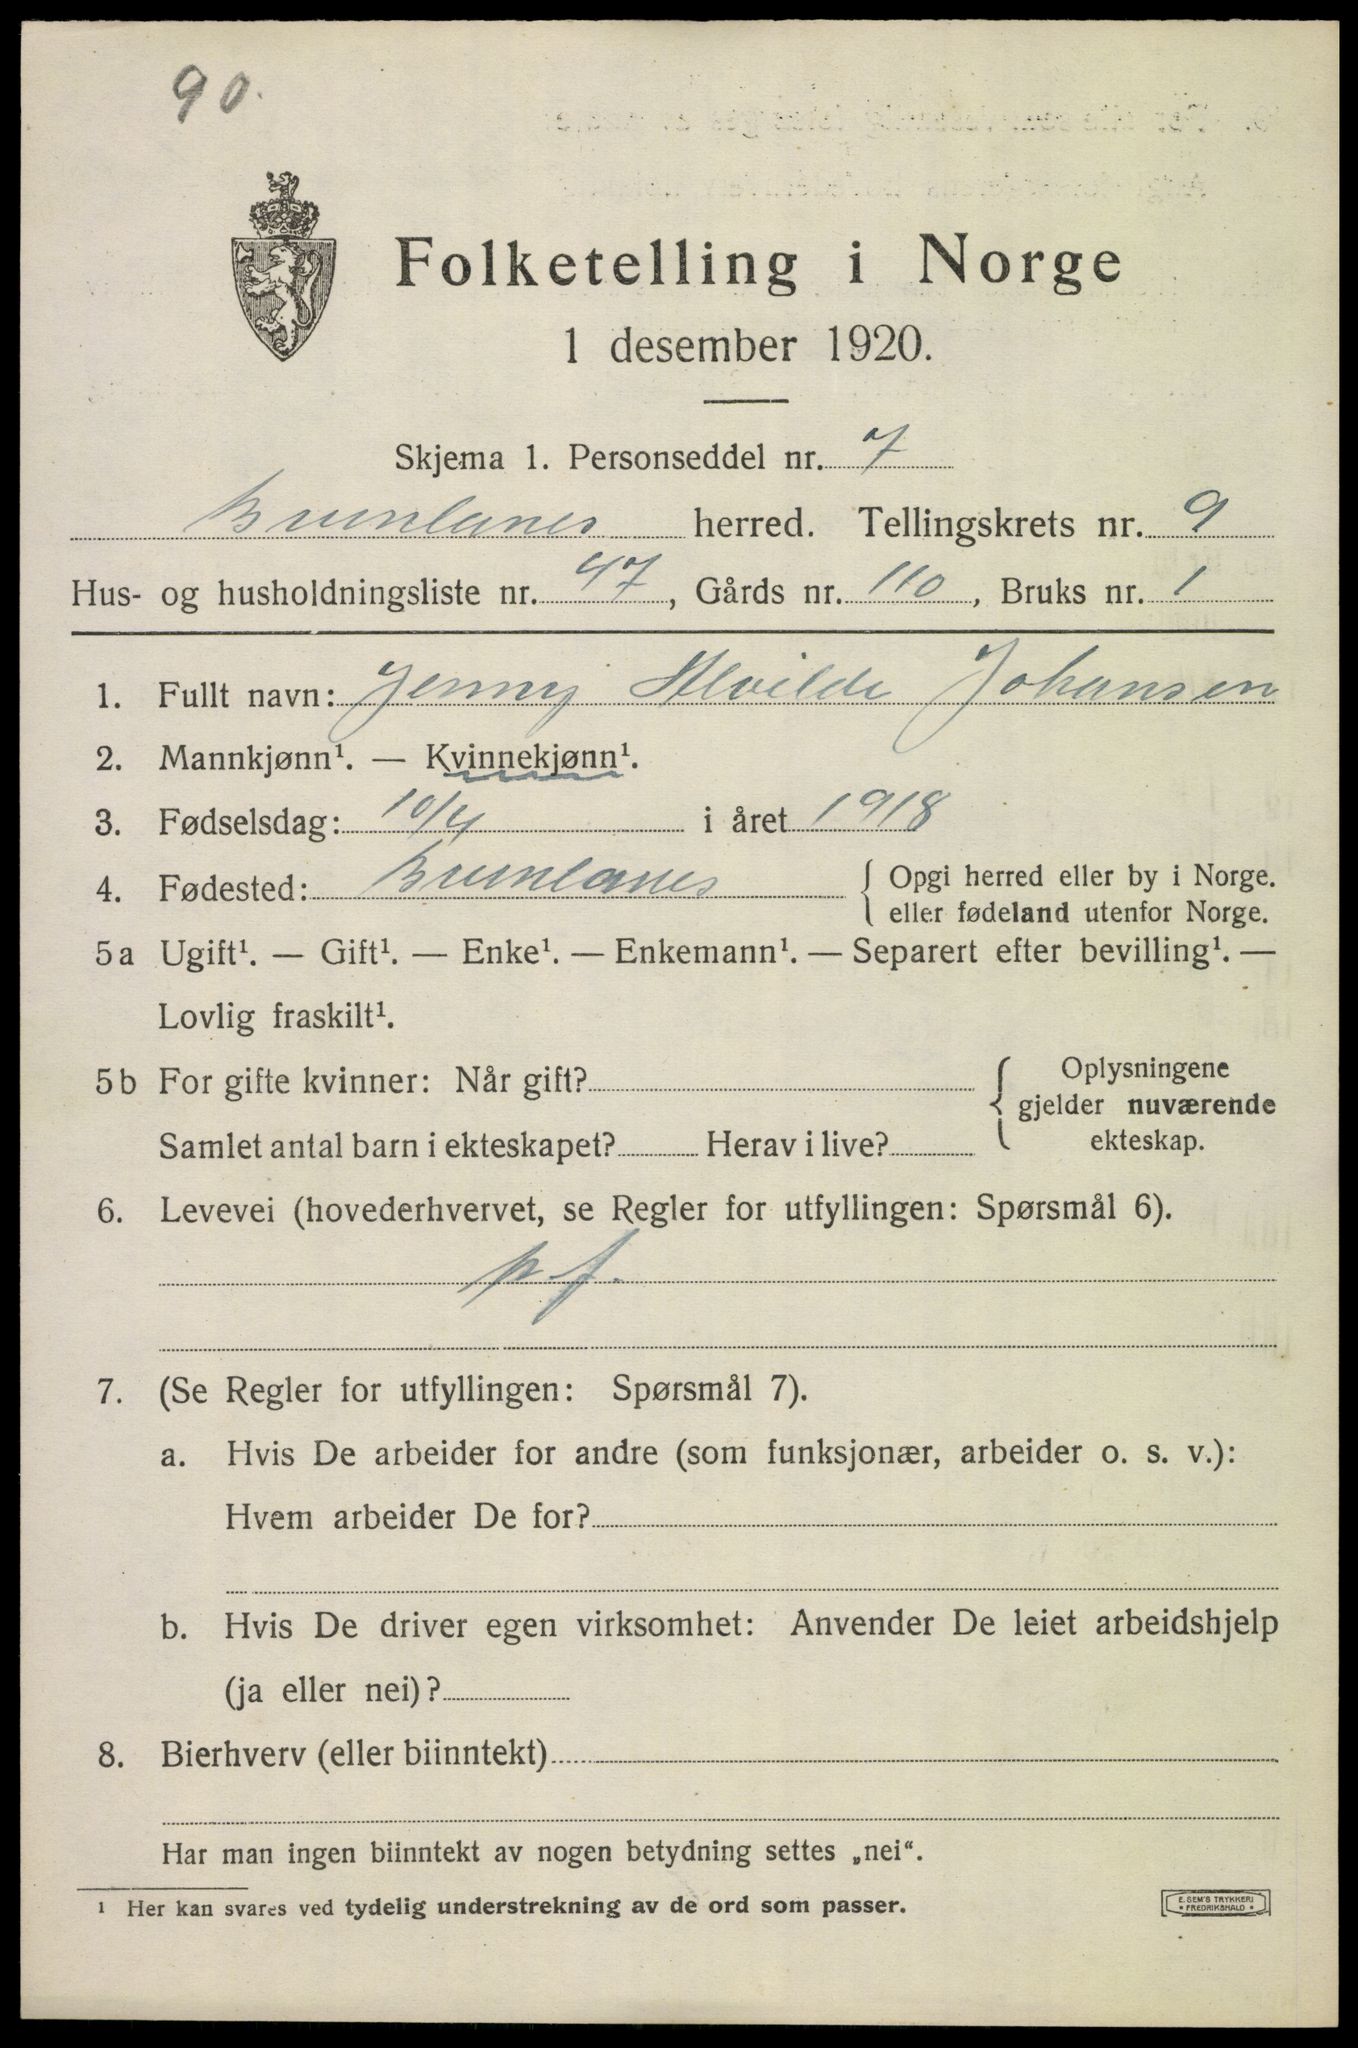 90.
Folketelling i Norge
1 desember 1920.
Skjema 1. Personseddel nr. 7
Brunlanes herred. Tellingskrets nr. 9
Hus- og husholdningsliste nr. 47, Gårds nr. 110, Bruks nr. 1
1. Fullt navn: Jenny Alvilde Johansen
2. Mannkjønn¹. — Kvinnekjønn¹.
3. Fødselsdag: 10/4 i året 1918
4. Fødested: Brunlanes { Opgi herred eller by i Norge.
eller fødeland utenfor Norge.
5a Ugift¹. — Gift¹. — Enke¹. — Enkemann¹. — Separert efter bevilling¹. —
Lovlig fraskilt¹.
5b For gifte kvinner: Når gift? { Oplysningene
gjelder nuværende
Samlet antal barn i ekteskapet? Herav i live? ekteskap.
6. Levevei (hovederhvervet, se Regler for utfyllingen: Spørsmål 6).
p f.
7. (Se Regler for utfyllingen: Spørsmål 7).
a. Hvis De arbeider for andre (som funksjonær, arbeider o. s. v.):
Hvem arbeider De for?
b. Hvis De driver egen virksomhet: Anvender De leiet arbeidshjelp
(ja eller nei)?
8. Bierhverv (eller biinntekt)
Har man ingen biinntekt av nogen betydning settes „nei“.
¹ Her kan svares ved tydelig understrekning av de ord som passer.
E. SEM'S TRYKKERI
* FREDRIKSHALD *